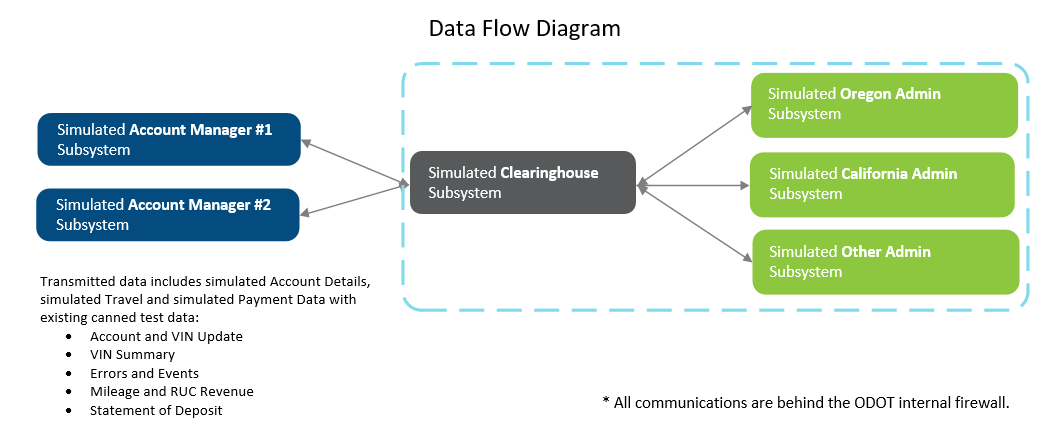 Data Flow Diagram
Simulated Account Manager #1
Subsystem
Simulated Account Manager #2
Subsystem
Simulated Clearinghouse
Subsystem
Simulated Oregon Admin
Subsystem
Simulated California Admin
Subsystem
Simulated Other Admin
Subsystem
Transmitted data includes simulated Account Details,
simulated Travel and simulated Payment Data with
existing canned test data:
• Account and VIN Update
• VIN Summary
• Errors and Events
• Mileage and RUC Revenue
• Statement of Deposit
* All communications are behind the ODOT internal firewall.